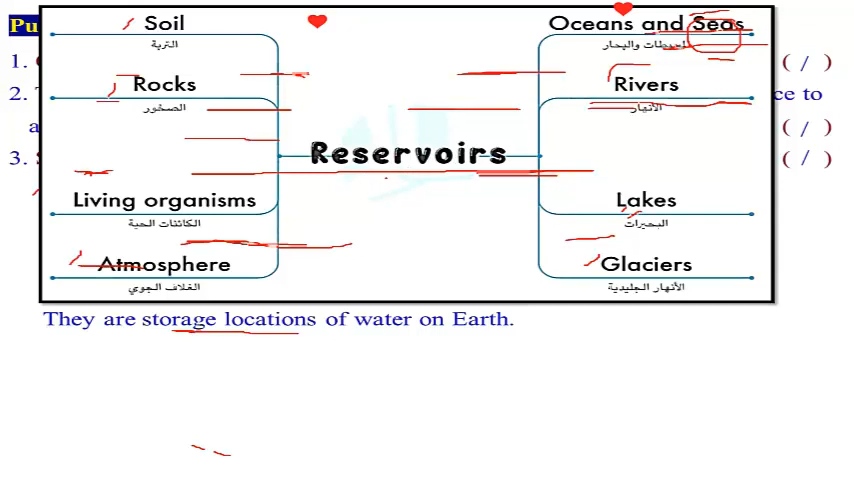 Pu
Soil
التربة
Oceans and Seas
المحيطات والبحار
1.
( / )
Rocks
الصخور
Rivers
الأنهار
2. T
ce to
a
( / )
Reservoirs
3. S
( / )
Living organisms
الكائنات الحية
Lakes
البحيرات
Atmosphere
الغلاف الجوي
Glaciers
الأنهار الجليدية
They are storage locations of water on Earth.